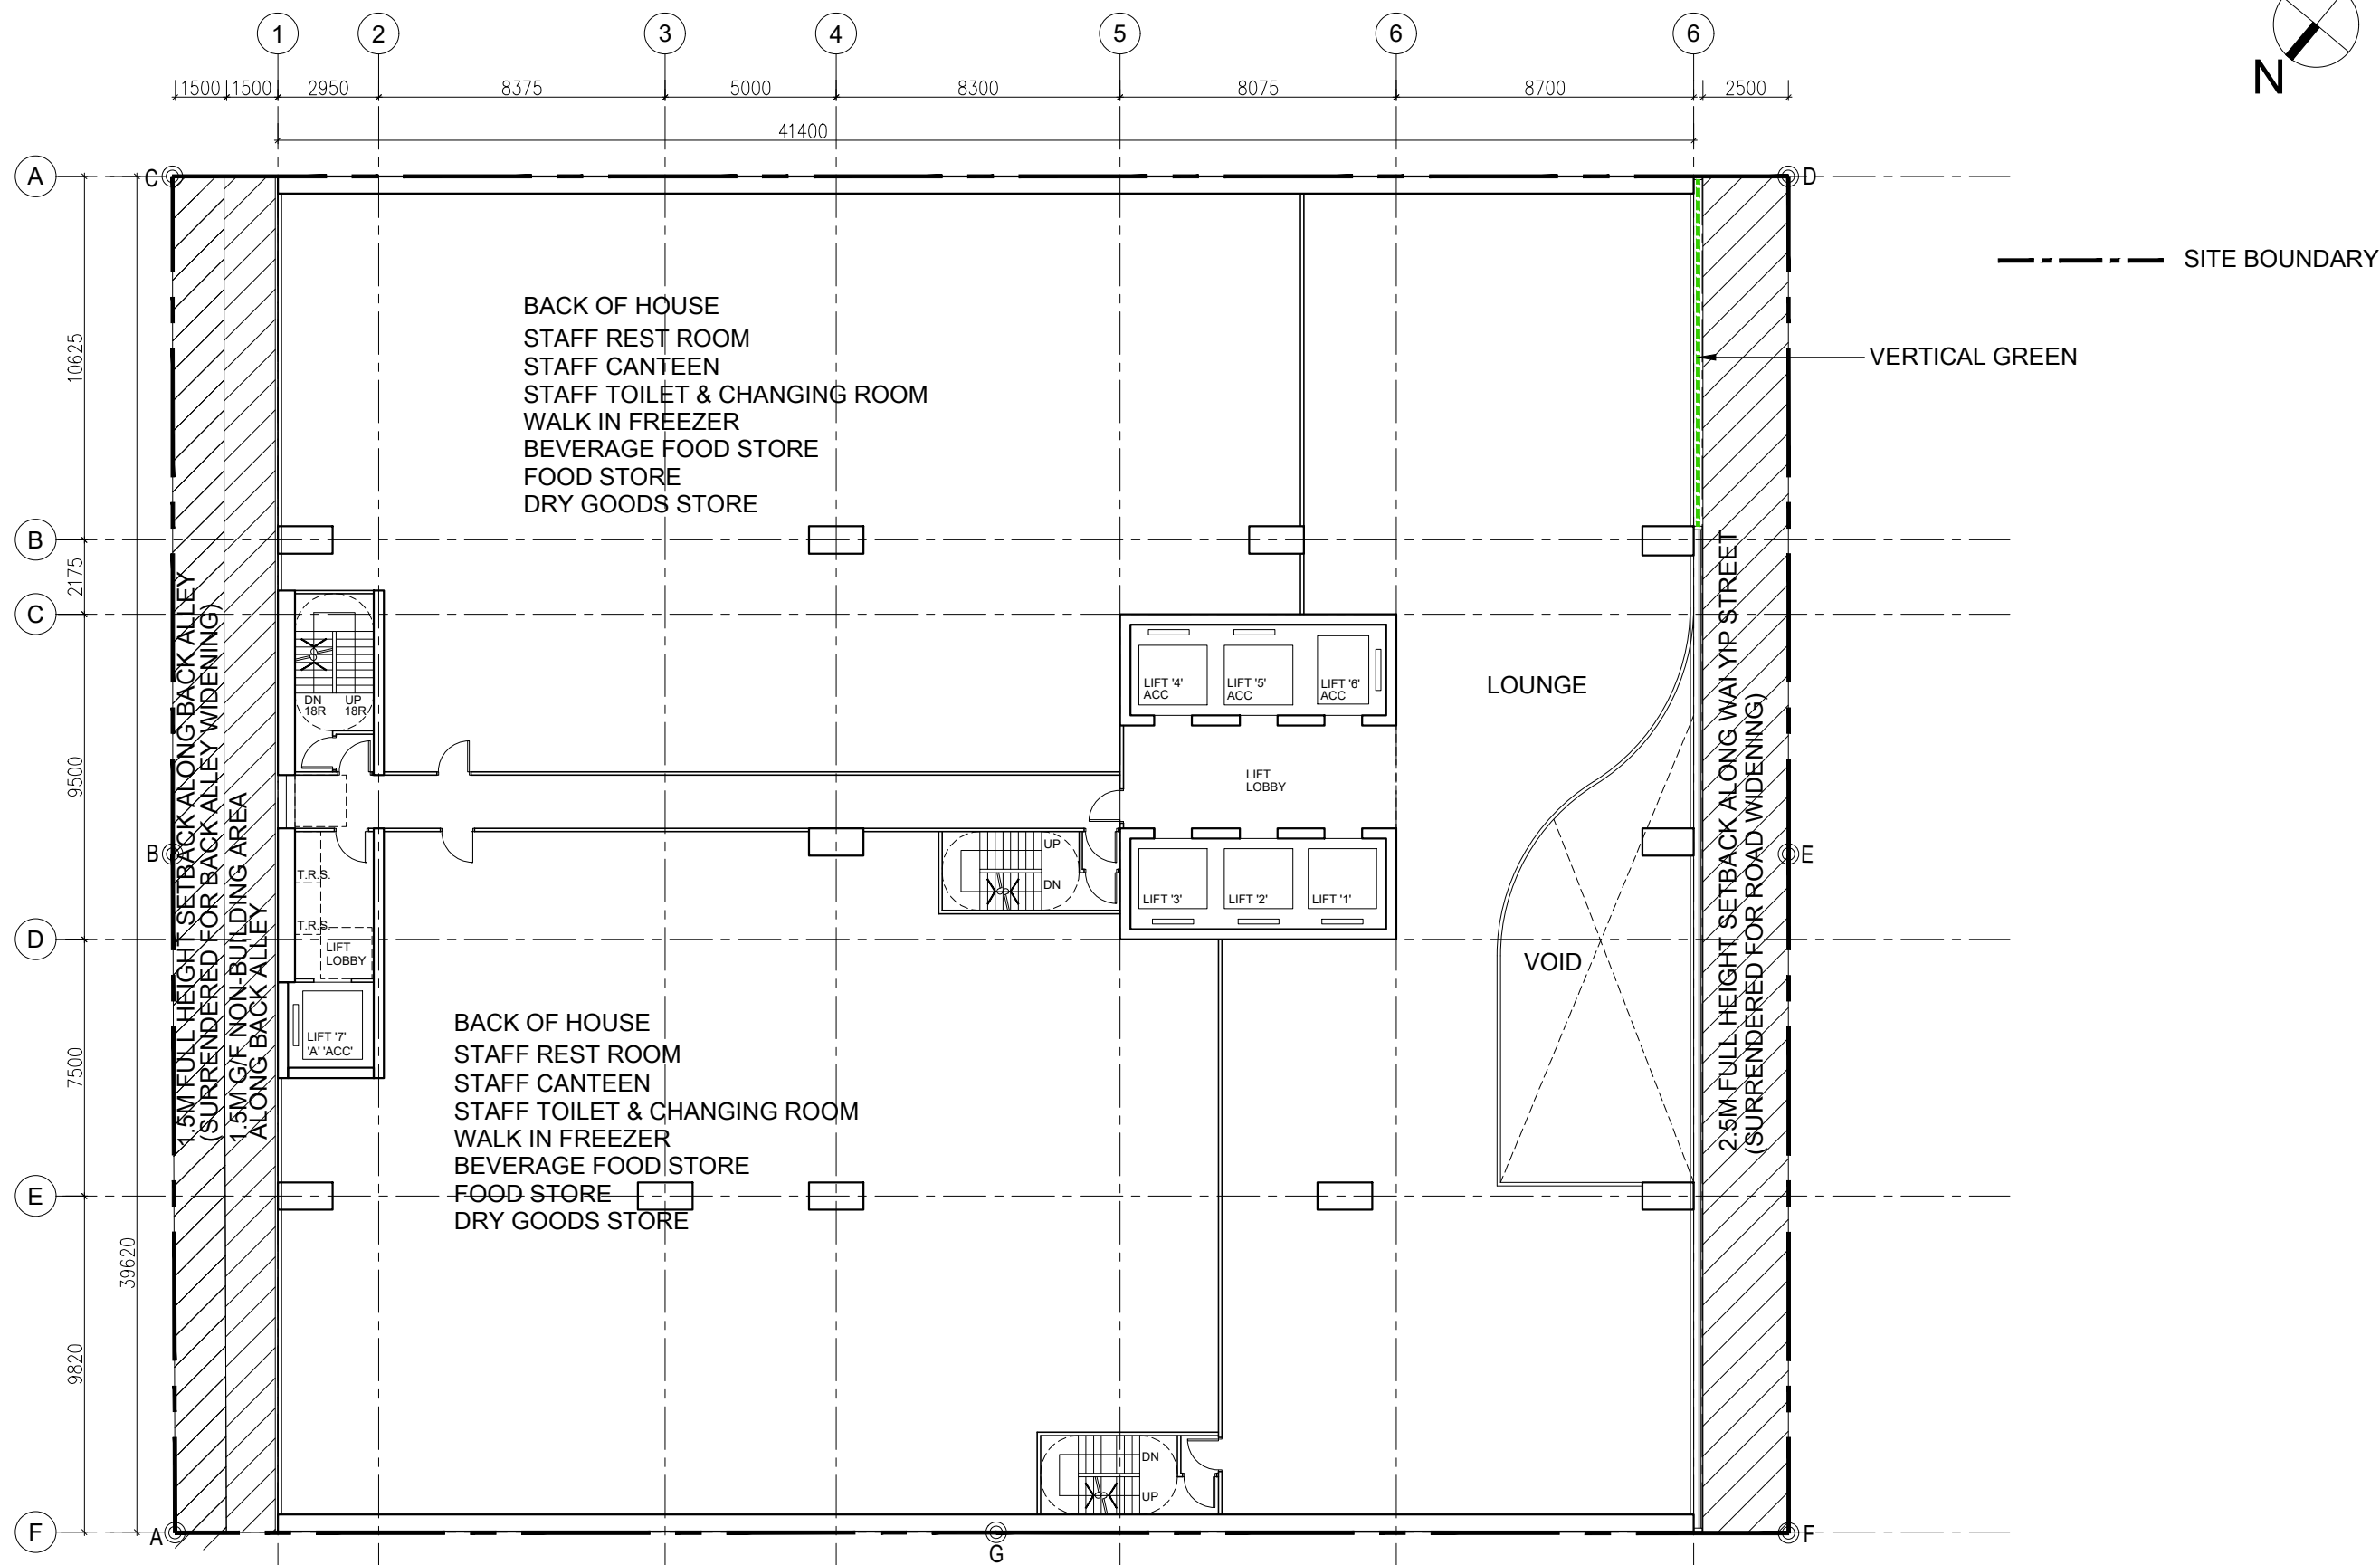 1 2 3 4 5 6 6
N
1500 1500 2950 8375 5000 8300 8075 8700 2500
41400
A
C
D
SITE BOUNDARY
VERTICAL GREEN
10625
BACK OF HOUSE
STAFF REST ROOM
STAFF CANTEEN
STAFF TOILET & CHANGING ROOM
WALK IN FREEZER
BEVERAGE FOOD STORE
FOOD STORE
DRY GOODS STORE
B
2175
C
DN
18R
UP
18R
LIFT '4'
ACC
LIFT '5'
ACC
LIFT '6'
ACC
LOUNGE
9500
LIFT
LOBBY
1.5M FULL HEIGHT SETBACK ALONG BACK ALLEY
(SURRENDERED FOR BACK ALLEY WIDENING)
1.5M G/F NON-BUILDING AREA
ALONG BACK ALLEY
2.5M FULL HEIGHT SETBACK ALONG WAI YIP STREET
(SURRENDERED FOR ROAD WIDENING)
B
E
UP
DN
T.R.S.
T.R.S.
LIFT
LOBBY
LIFT '3'
LIFT '2'
LIFT '1'
D
VOID
7500
LIFT '7'
'A' 'ACC'
BACK OF HOUSE
STAFF REST ROOM
STAFF CANTEEN
STAFF TOILET & CHANGING ROOM
WALK IN FREEZER
BEVERAGE FOOD STORE
FOOD STORE
DRY GOODS STORE
E
39620
9820
DN
UP
F
A
G
F